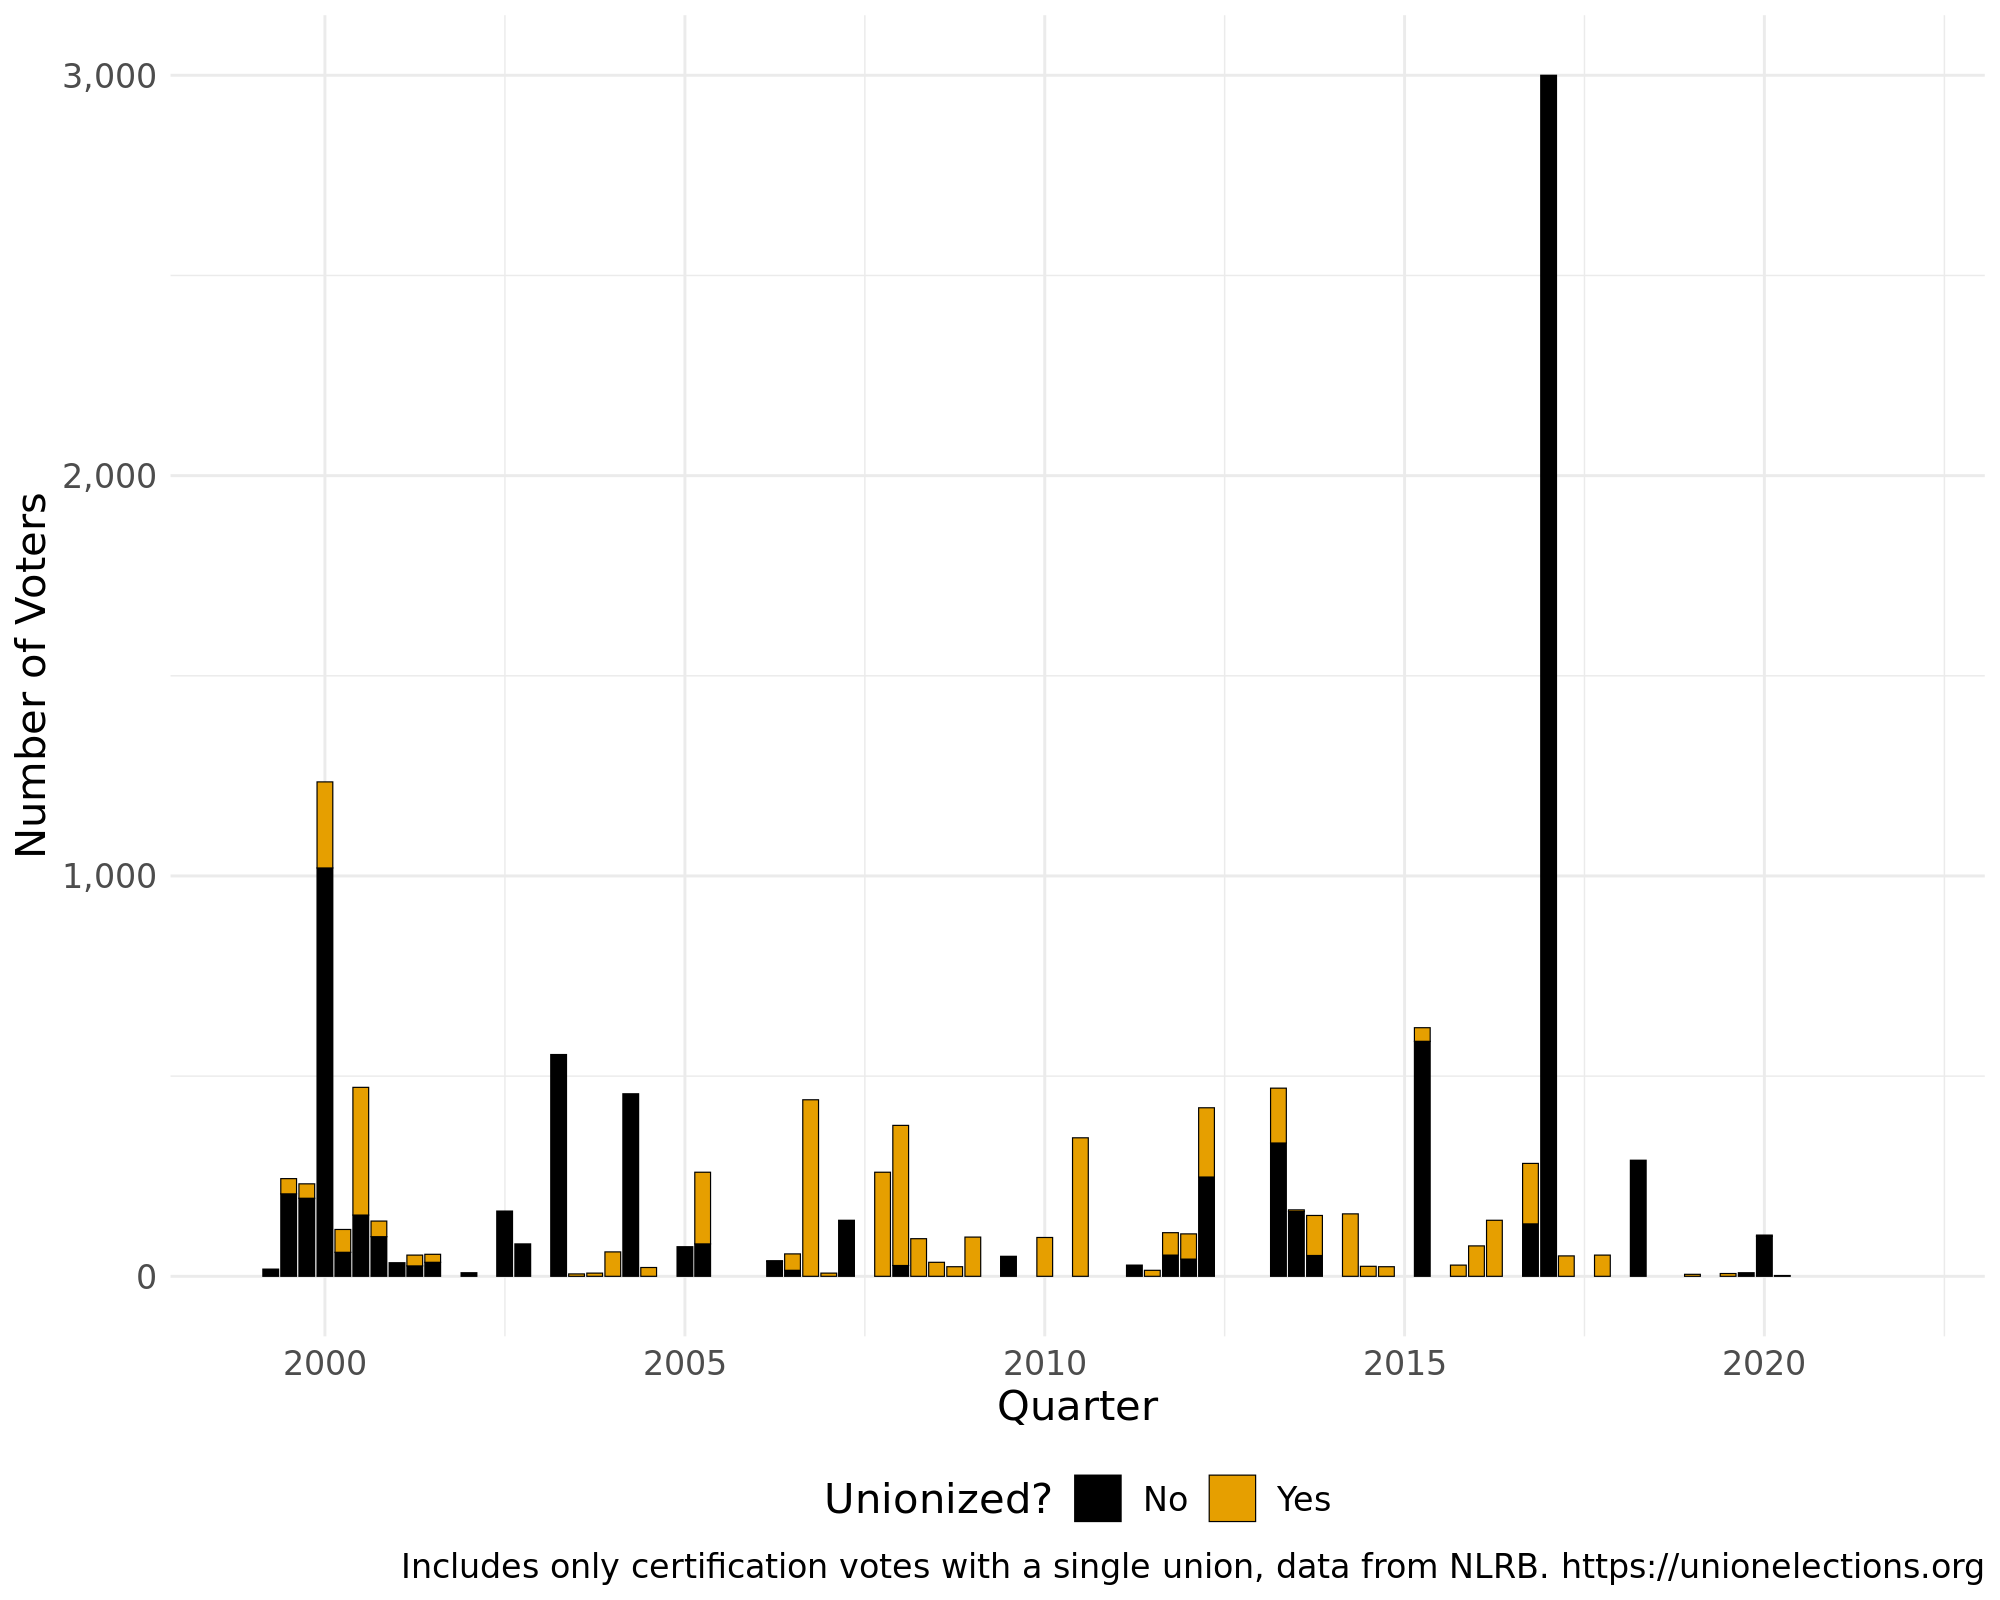 3,000
2,000
1,000
0
Number of Voters
2000 2005 2010 2015 2020
Quarter
Unionized? No Yes
Includes only certification votes with a single union, data from NLRB. https://unionelections.org